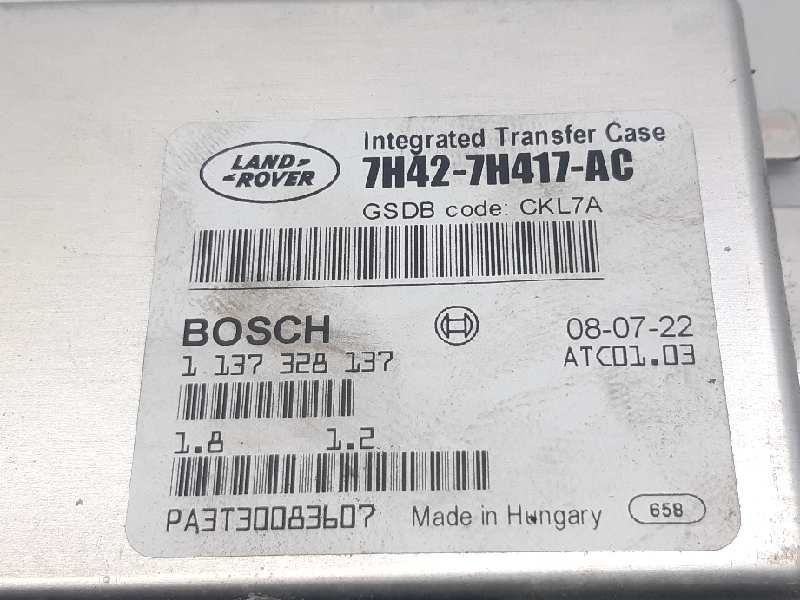 LAND-
-ROVER
Integrated Transfer Case
7H42-7H417-AC
GSDB code: CKL7A
BOSCH
08-07-22
1 137 328 137
ATC01.03
1.8 1.2
PA3T30083607
Made in Hungary
658